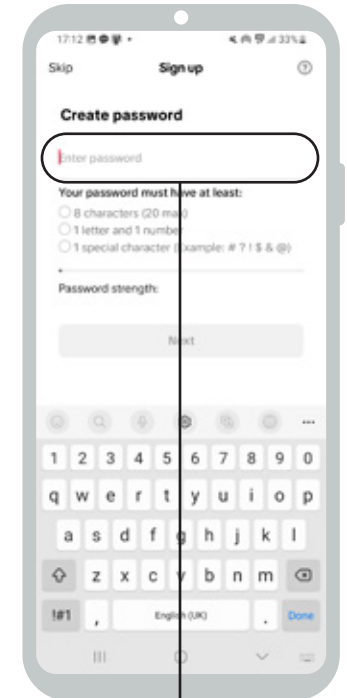 17:12 33%
Skip Sign up ?
Create password
Enter password
Your password must have at least:
8 characters (20 max)
1 letter and 1 number
1 special character (Example: # ? ! $ & @)
Password strength:
Next
1 2 3 4 5 6 7 8 9 0
q w e r t y u i o p
a s d f g h j k l
z x c v b n m
!#1 , English (UK) . Done